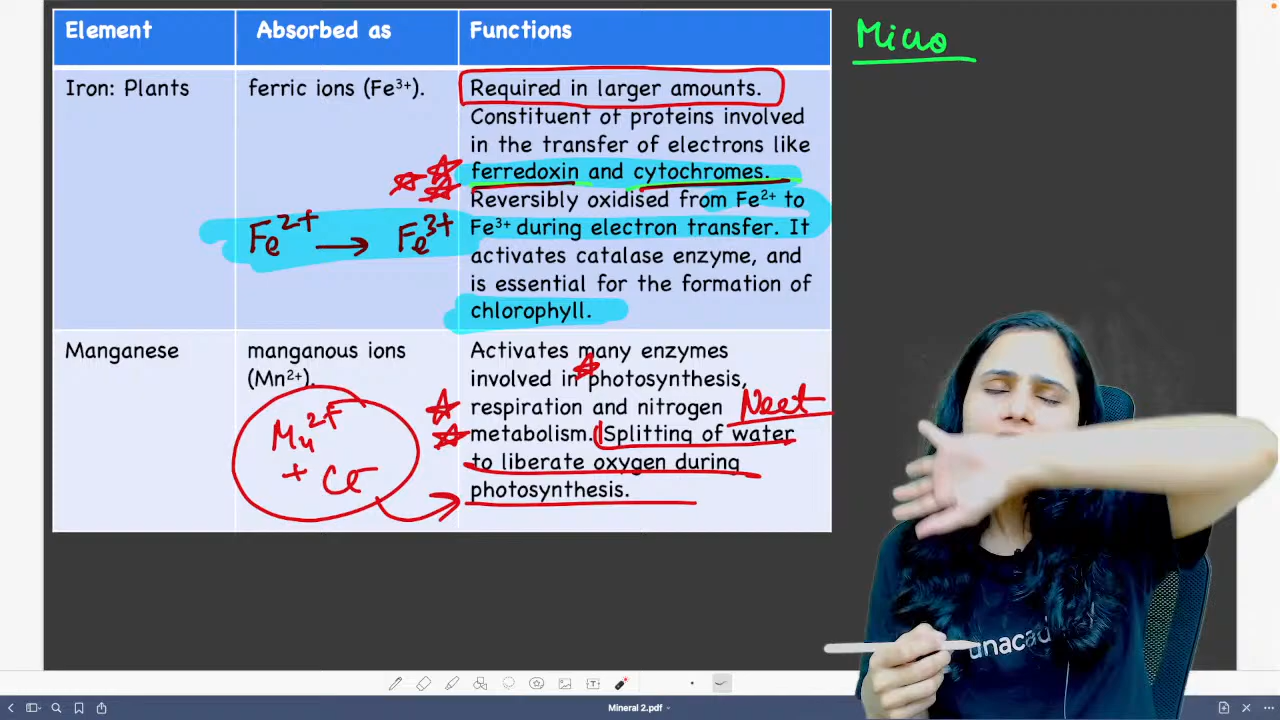 Element Absorbed as Functions
Micro
Iron: Plants ferric ions (Fe³⁺). Required in larger amounts.
Constituent of proteins involved
in the transfer of electrons like
ferredoxin and cytochromes.
Reversibly oxidised from Fe²⁺ to
Fe²⁺ → Fe³⁺ Fe³⁺ during electron transfer. It
activates catalase enzyme, and
is essential for the formation of
chlorophyll.
Manganese manganous ions Activates many enzymes
(Mn²⁺). involved in photosynthesis,
respiration and nitrogen Neet
Mn²⁺ metabolism. Splitting of water
+ Cl⁻ to liberate oxygen during
photosynthesis.
unacad
Mineral 2.pdf